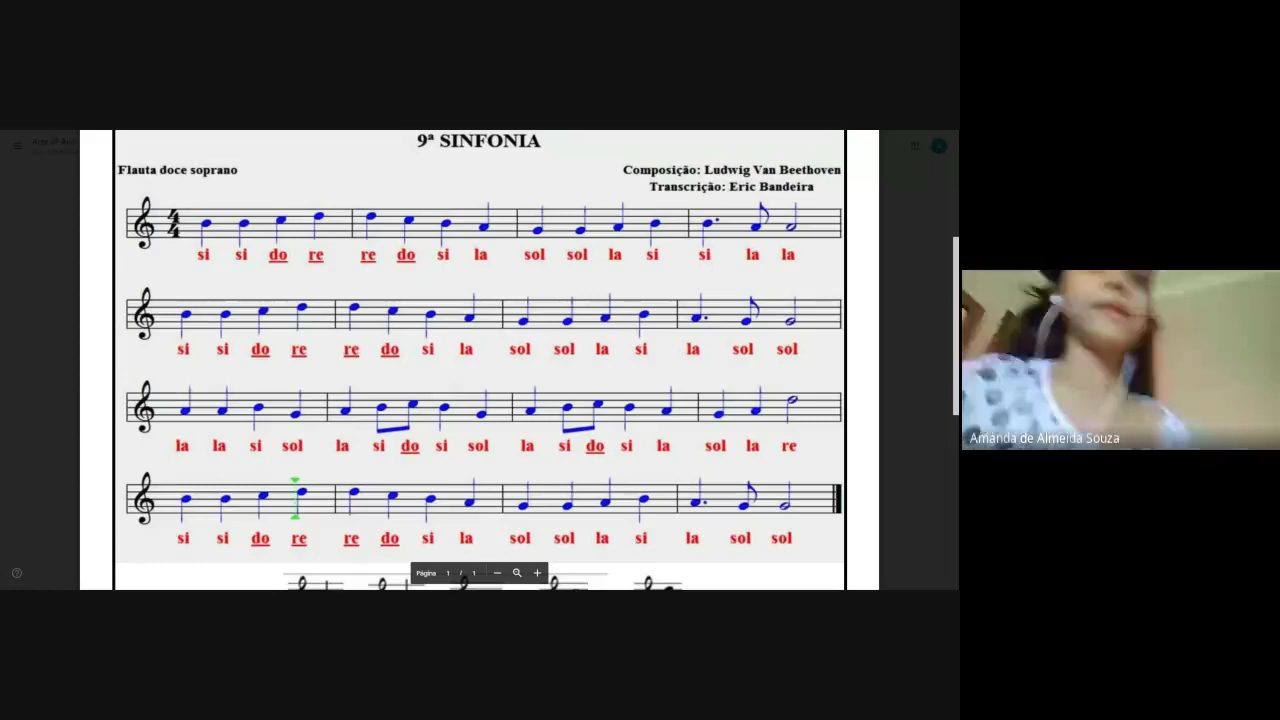 9ª SINFONIA
Flauta doce soprano
Composição: Ludwig Van Beethoven
Transcrição: Eric Bandeira
si si do re re do si la sol sol la si si la la
si si do re re do si la sol sol la si la sol sol
la la si sol la si do si sol la si do si la sol la re
si si do re re do si la sol sol la si la sol sol
Página 1 / 1
Amanda de Almeida Souza